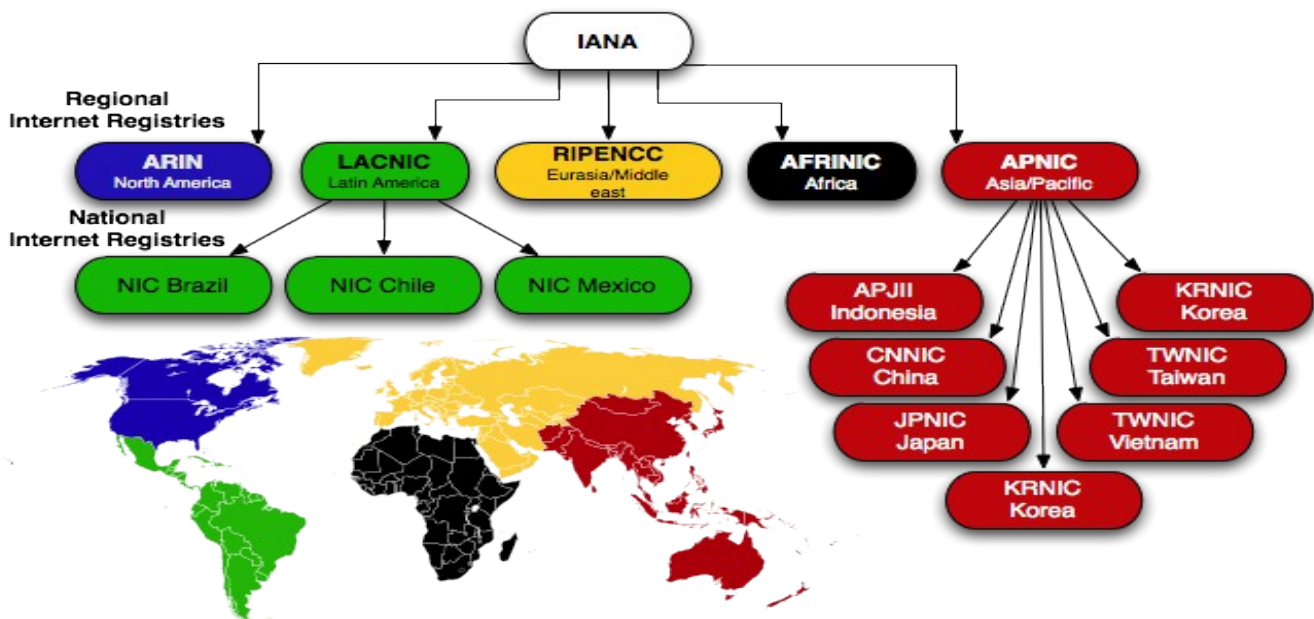 IANA
Regional
Internet Registries
ARIN
North America
LACNIC
Latin America
RIPENCC
Eurasia/Middle
east
AFRINIC
Africa
APNIC
Asia/Pacific
National
Internet Registries
NIC Brazil
NIC Chile
NIC Mexico
APJII
Indonesia
KRNIC
Korea
CNNIC
China
TWNIC
Taiwan
JPNIC
Japan
TWNIC
Vietnam
KRNIC
Korea